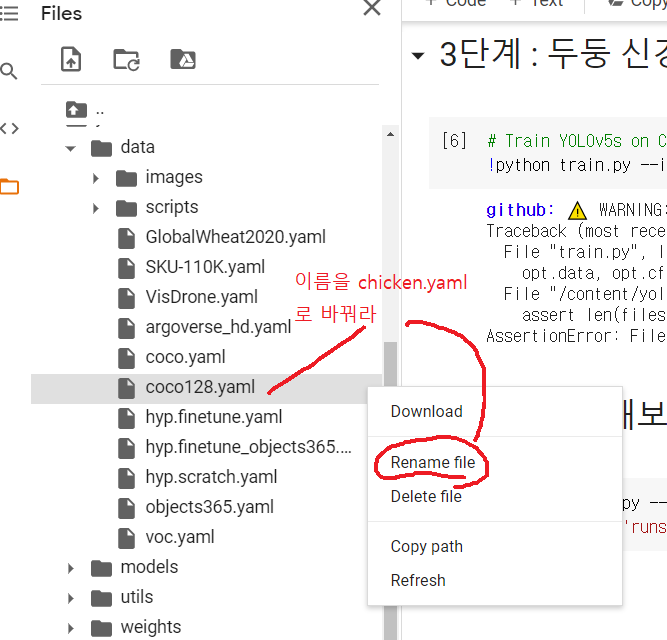 Files
+ Code + Text Copy
3단계 : 두둥 신경
..
data
images
scripts
GlobalWheat2020.yaml
SKU-110K.yaml
VisDrone.yaml
argoverse_hd.yaml
coco.yaml
coco128.yaml
hyp.finetune.yaml
hyp.finetune_objects365....
hyp.scratch.yaml
objects365.yaml
voc.yaml
models
utils
weights
이름을 chicken.yaml
로 바꿔라
Download
Rename file
Delete file
Copy path
Refresh
[6] # Train YOLOv5s on C
!python train.py --i
github: ⚠️ WARNING:
Traceback (most rece
File "train.py", l
opt.data, opt.cf
File "/content/yol
assert len(files
AssertionError: File
해보
py --
'runs